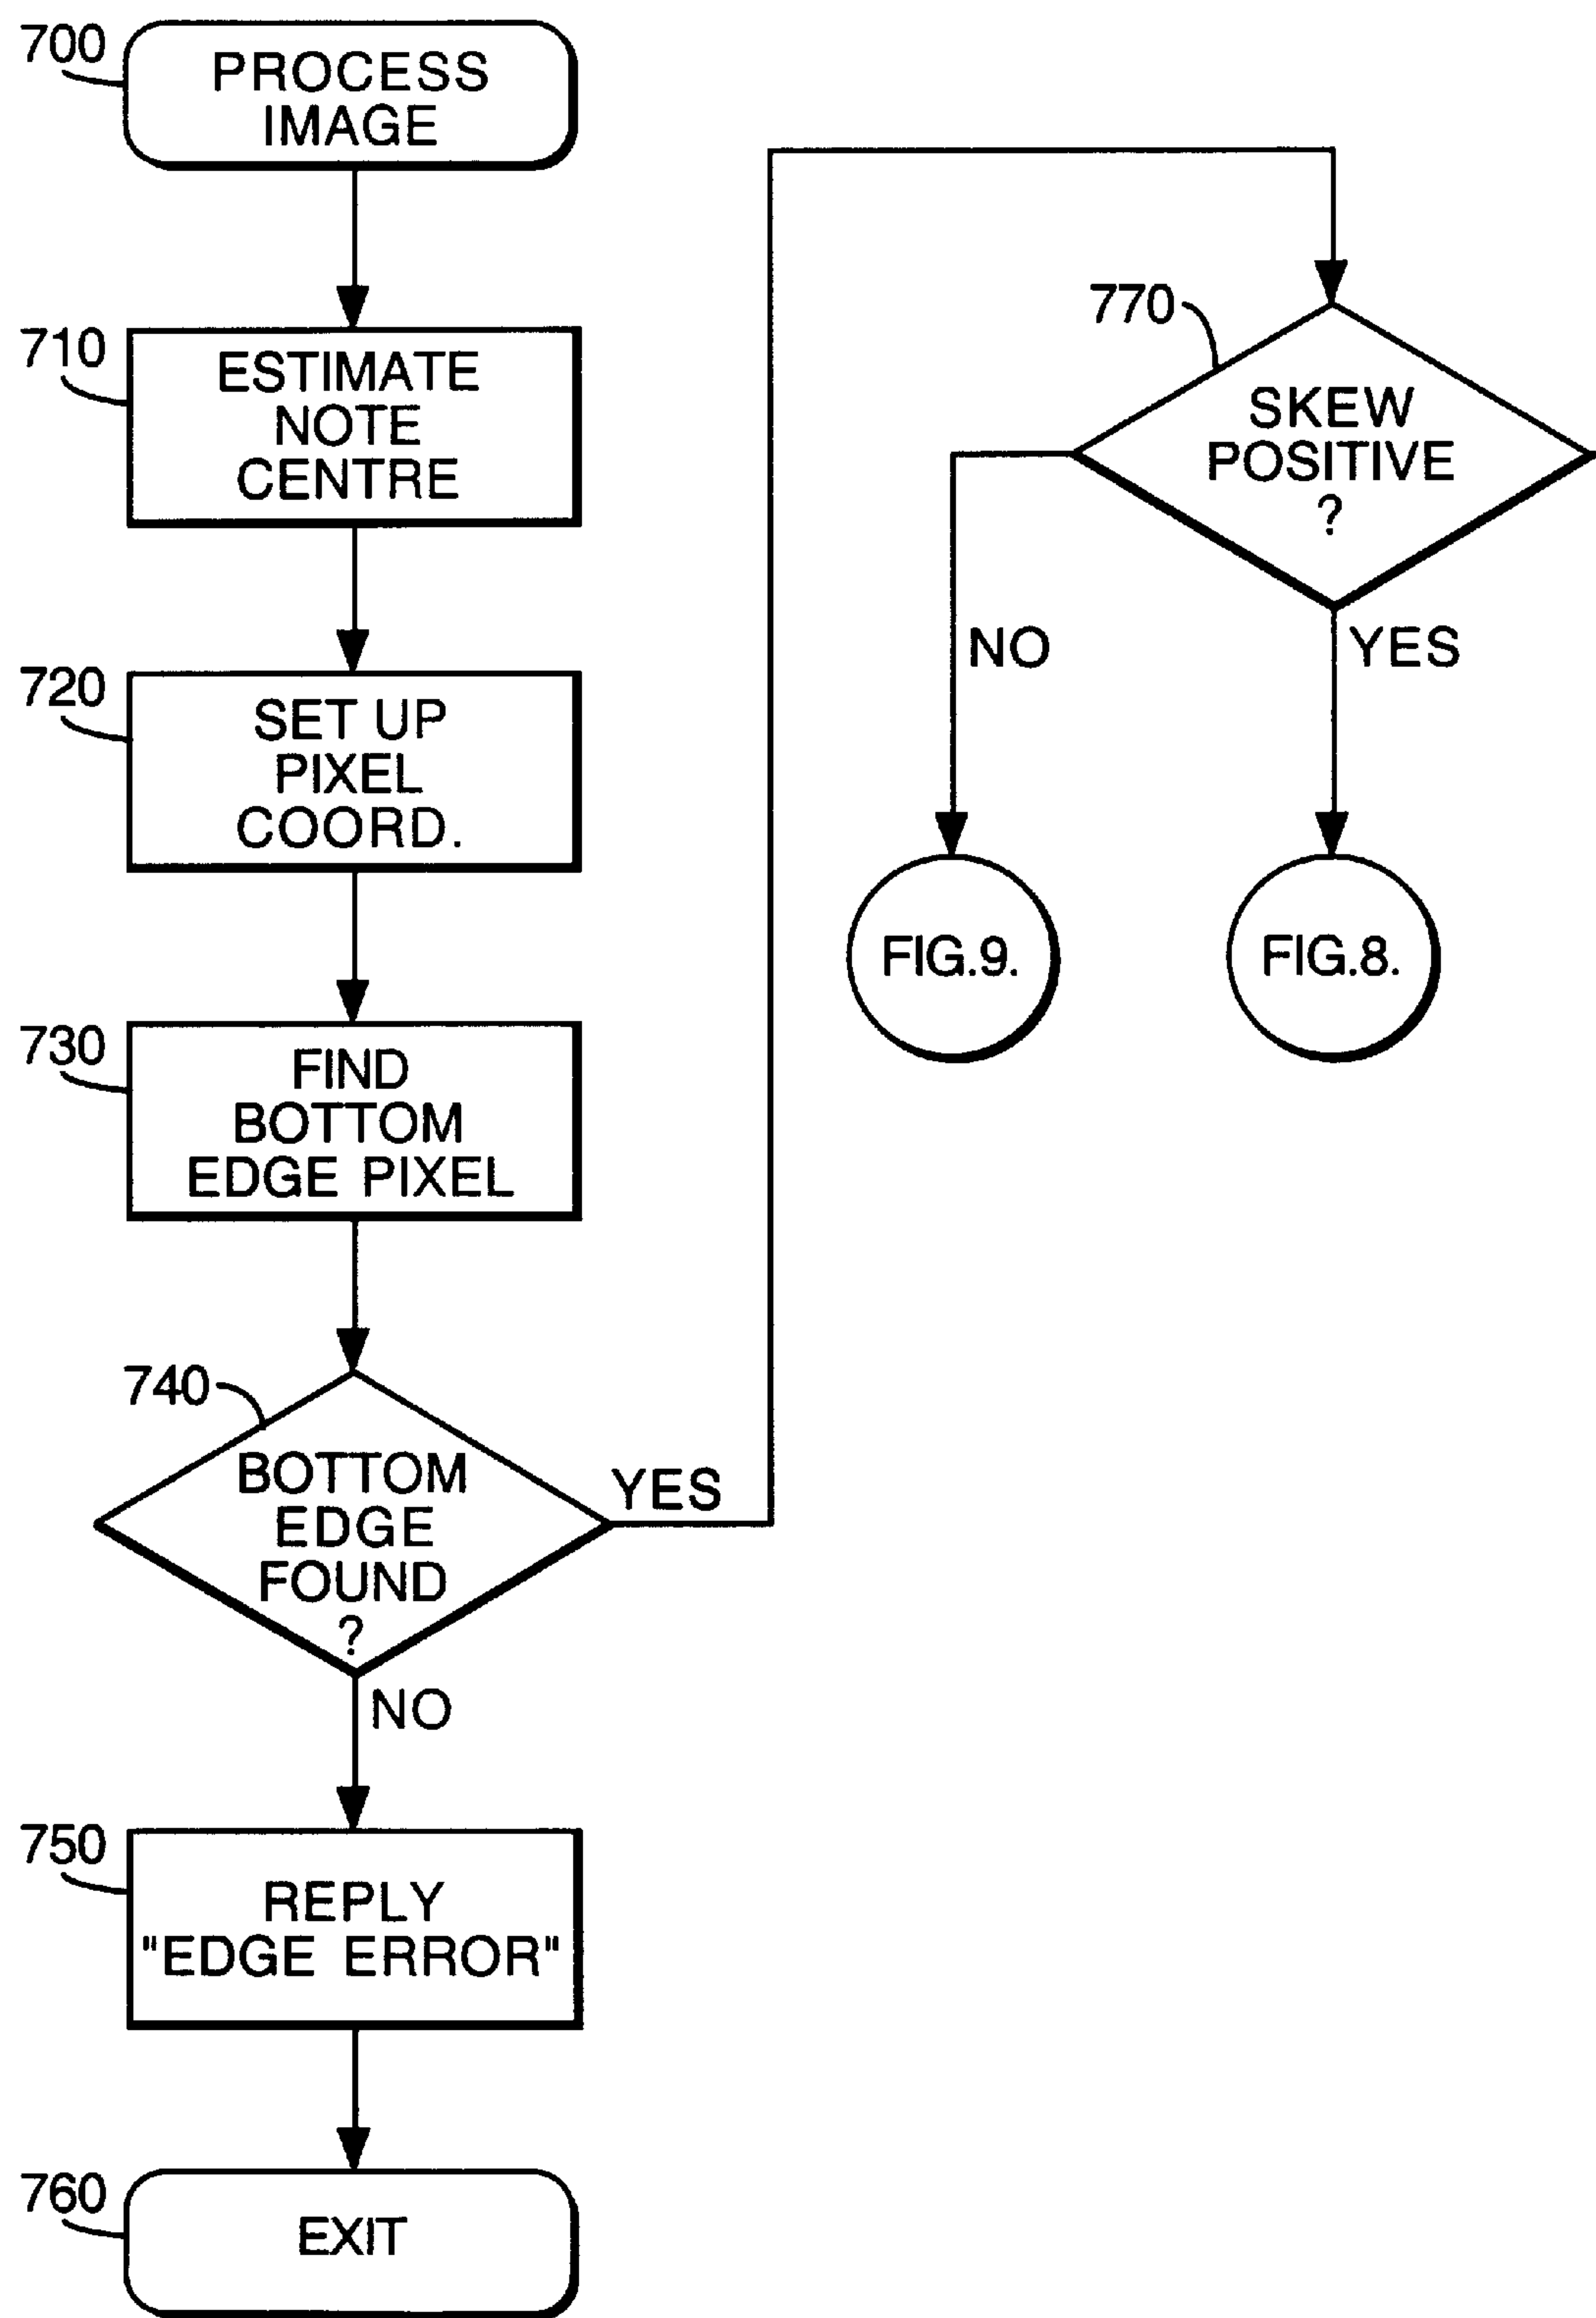 700
PROCESS
IMAGE
710
ESTIMATE
NOTE
CENTRE
720
SET UP
PIXEL
COORD.
730
FIND
BOTTOM
EDGE PIXEL
740
BOTTOM
EDGE
FOUND
?
YES
NO
750
REPLY
"EDGE ERROR"
760
EXIT
770
SKEW
POSITIVE
?
NO
YES
FIG.9.
FIG.8.